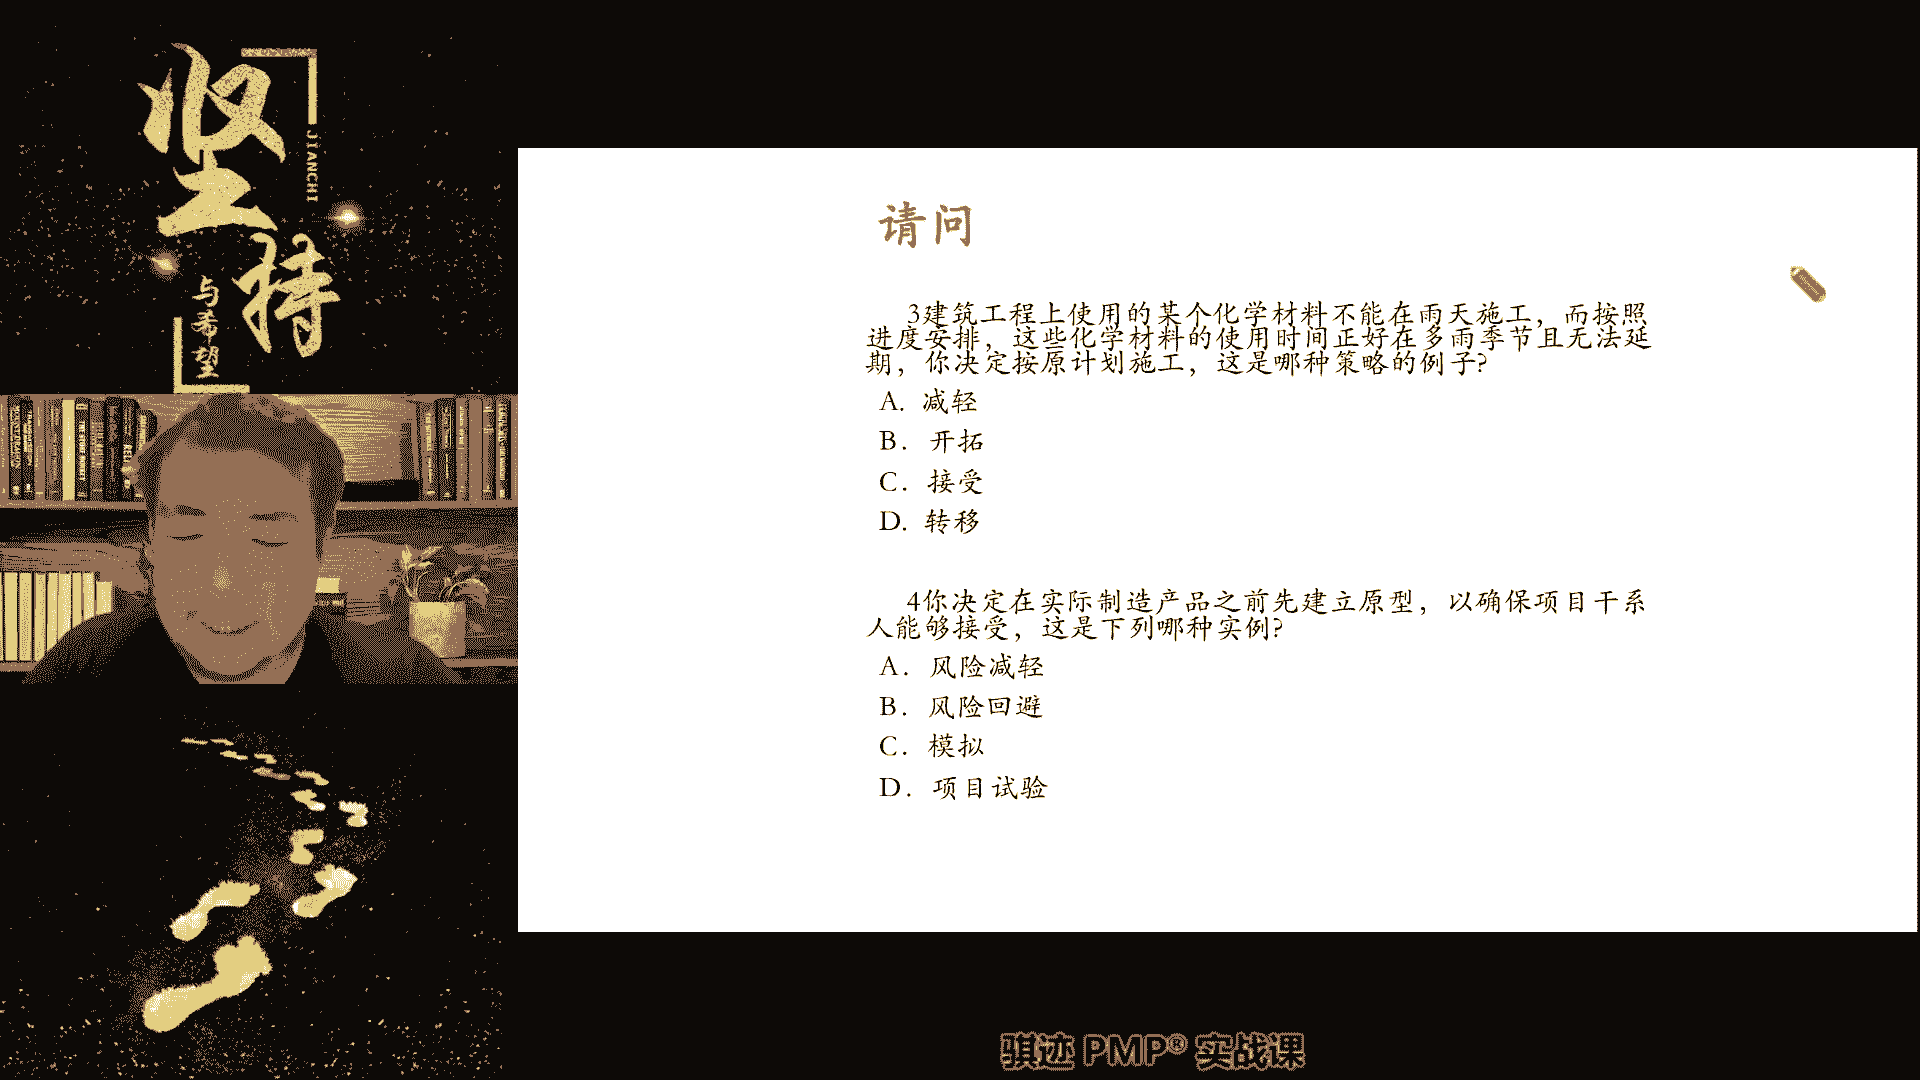 坚持
JIANCHI
与希望
请问
3建筑工程上使用的某个化学材料不能在雨天施工，而按照
进度安排，这些化学材料的使用时间正好在多雨季节且无法延
期，你决定按原计划施工，这是哪种策略的例子?
A. 减轻
B. 开拓
C. 接受
D. 转移
4你决定在实际制造产品之前先建立原型，以确保项目干系
人能够接受，这是下列哪种实例?
A. 风险减轻
B. 风险回避
C. 模拟
D. 项目试验
骐迹 PMP® 实战课